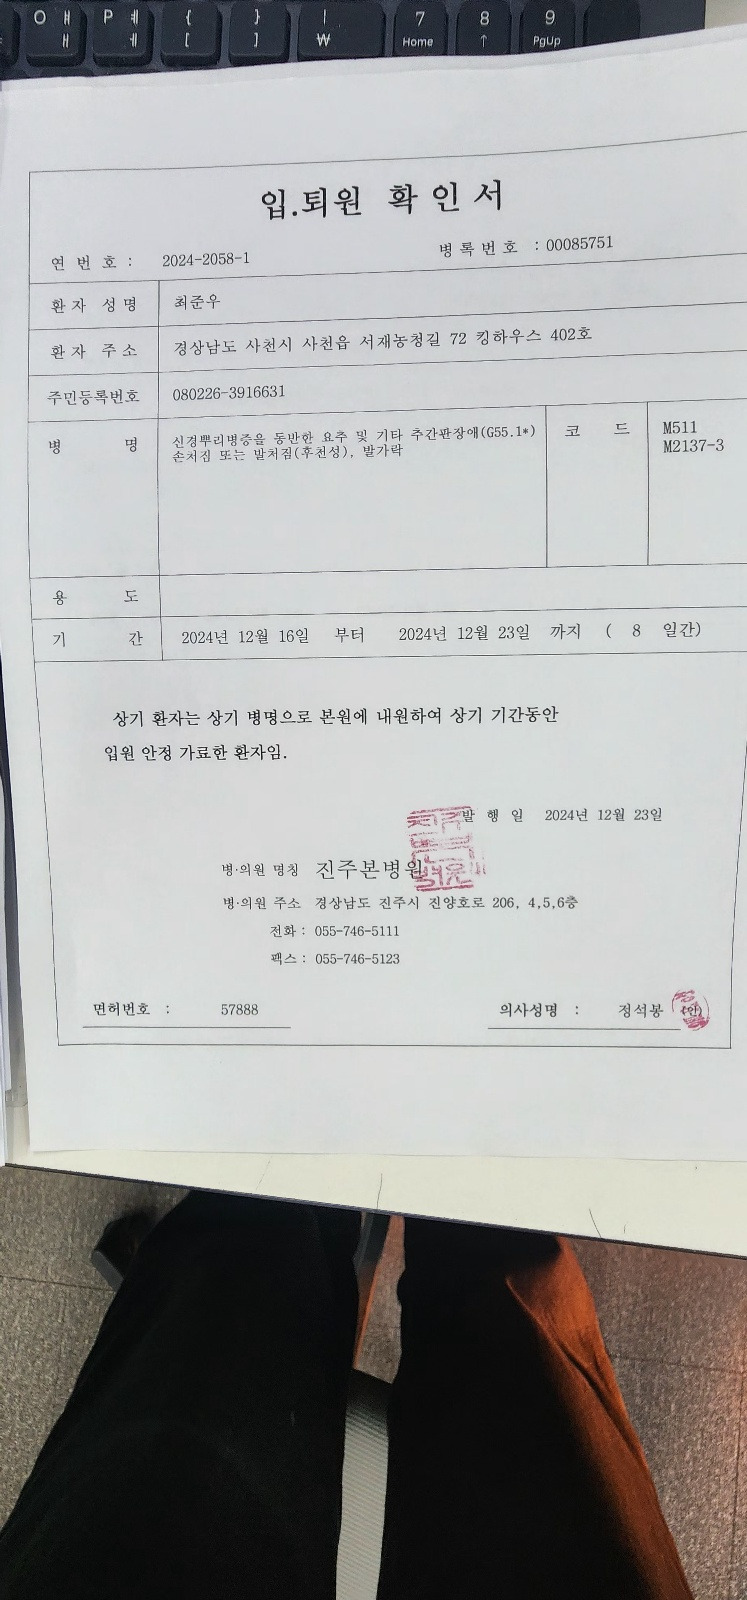 O ㅐ P ㅔ { } | 7 8 9
ㅒ ㅖ [ ] ₩ Home ↑ PgUp
입.퇴원 확인서
연 번 호 : 2024-2058-1 병 록 번 호 : 00085751
환 자 성 명 최준우
환 자 주 소 경상남도 사천시 사천읍 서재농청길 72 킹하우스 402호
주민등록번호 080226-3916631
병 명 신경뿌리병증을 동반한 요추 및 기타 추간판장애(G55.1*) 코 드 M511
손처짐 또는 발처짐(후천성), 발가락 M2137-3
용 도
기 간 2024년 12월 16일 부터 2024년 12월 23일 까지 ( 8 일간)
상기 환자는 상기 병명으로 본원에 내원하여 상기 기간동안
입원 안정 가료한 환자임.
발 행 일 2024년 12월 23일
병·의원 명칭 진주본병원
병·의원 주소 경상남도 진주시 진양호로 206, 4,5,6층
전화 : 055-746-5111
팩스 : 055-746-5123
면허번호 : 57888 의사성명 : 정석봉 (인)